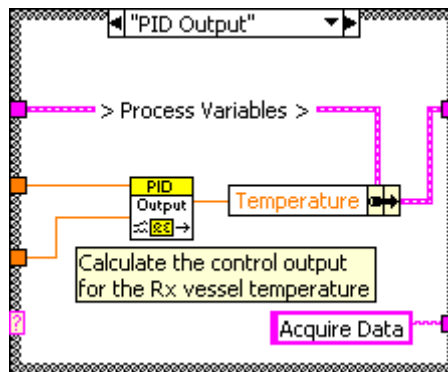 "PID Output"
> Process Variables >
PID
Output
Temperature
Calculate the control output
for the Rx vessel temperature
?
Acquire Data